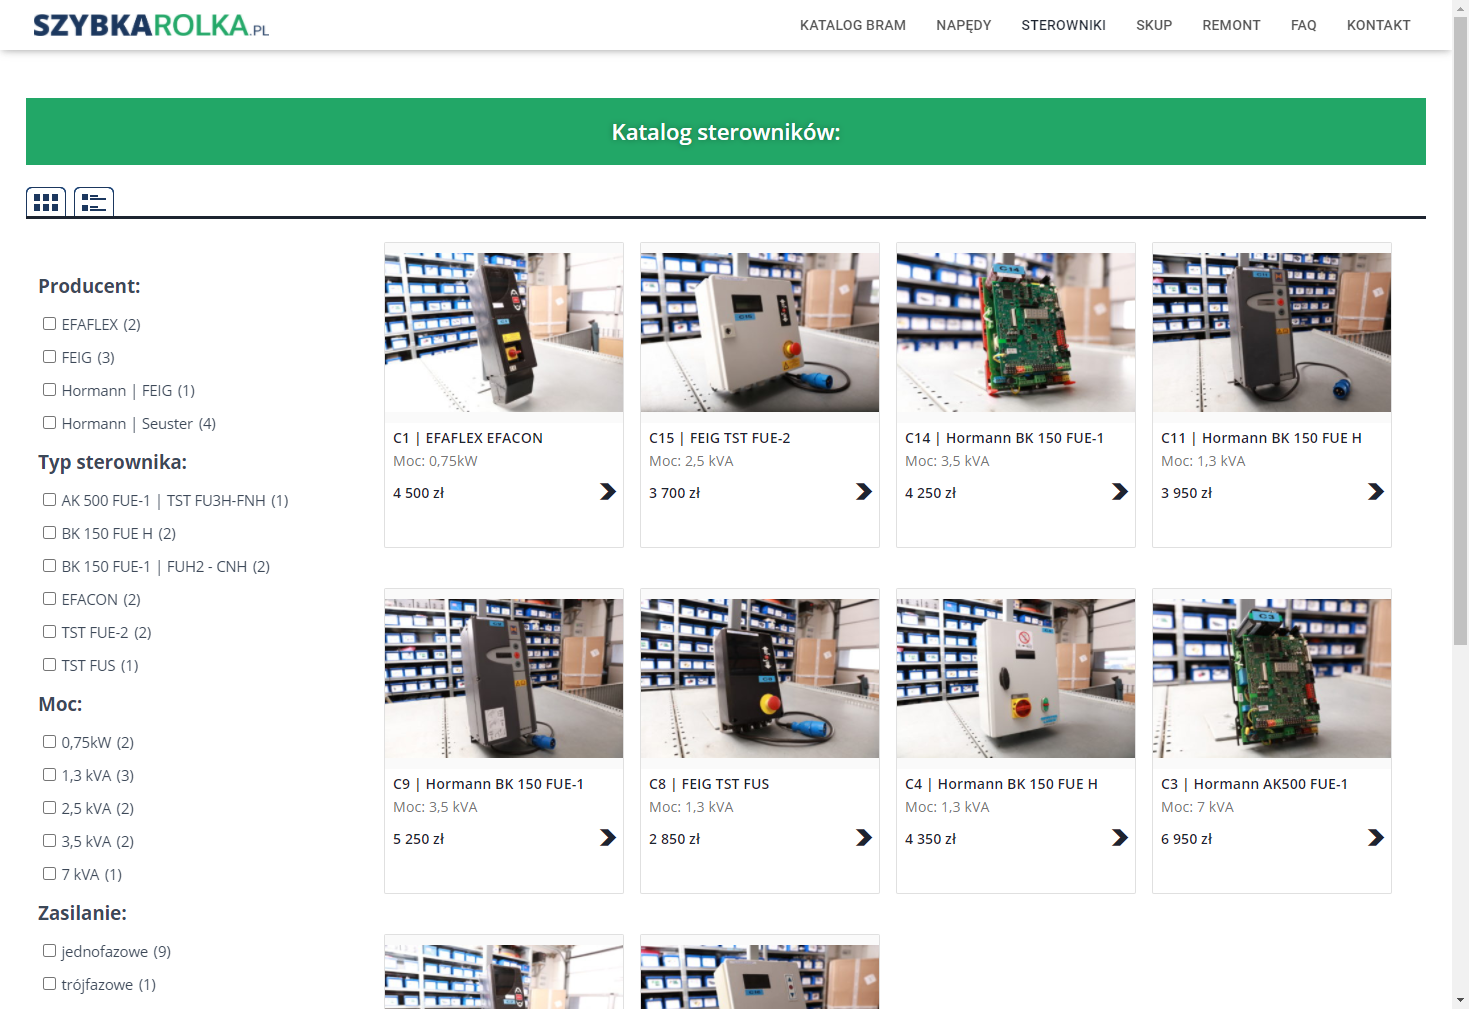 SZYBKAROLKA.PL
KATALOG BRAM
NAPĘDY
STEROWNIKI
SKUP
REMONT
FAQ
KONTAKT
Katalog sterowników:
Producent:
EFAFLEX (2)
FEIG (3)
Hormann | FEIG (1)
Hormann | Seuster (4)
Typ sterownika:
AK 500 FUE-1 | TST FU3H-FNH (1)
BK 150 FUE H (2)
BK 150 FUE-1 | FUH2 - CNH (2)
EFACON (2)
TST FUE-2 (2)
TST FUS (1)
Moc:
0,75kW (2)
1,3 kVA (3)
2,5 kVA (2)
3,5 kVA (2)
7 kVA (1)
Zasilanie:
jednofazowe (9)
trójfazowe (1)
C1 | EFAFLEX EFACON
Moc: 0,75kW
4 500 zł
C15 | FEIG TST FUE-2
Moc: 2,5 kVA
3 700 zł
C14
C14 | Hormann BK 150 FUE-1
Moc: 3,5 kVA
4 250 zł
C11 | Hormann BK 150 FUE H
Moc: 1,3 kVA
3 950 zł
C9 | Hormann BK 150 FUE-1
Moc: 3,5 kVA
5 250 zł
C8 | FEIG TST FUS
Moc: 1,3 kVA
2 850 zł
C4 | Hormann BK 150 FUE H
Moc: 1,3 kVA
4 350 zł
C3
C3 | Hormann AK500 FUE-1
Moc: 7 kVA
6 950 zł